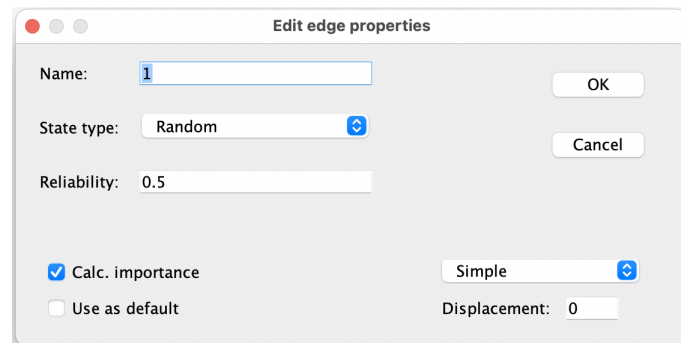 Edit edge properties
Name: 1
OK
State type: Random
Cancel
Reliability: 0.5
Calc. importance Simple
Use as default Displacement: 0